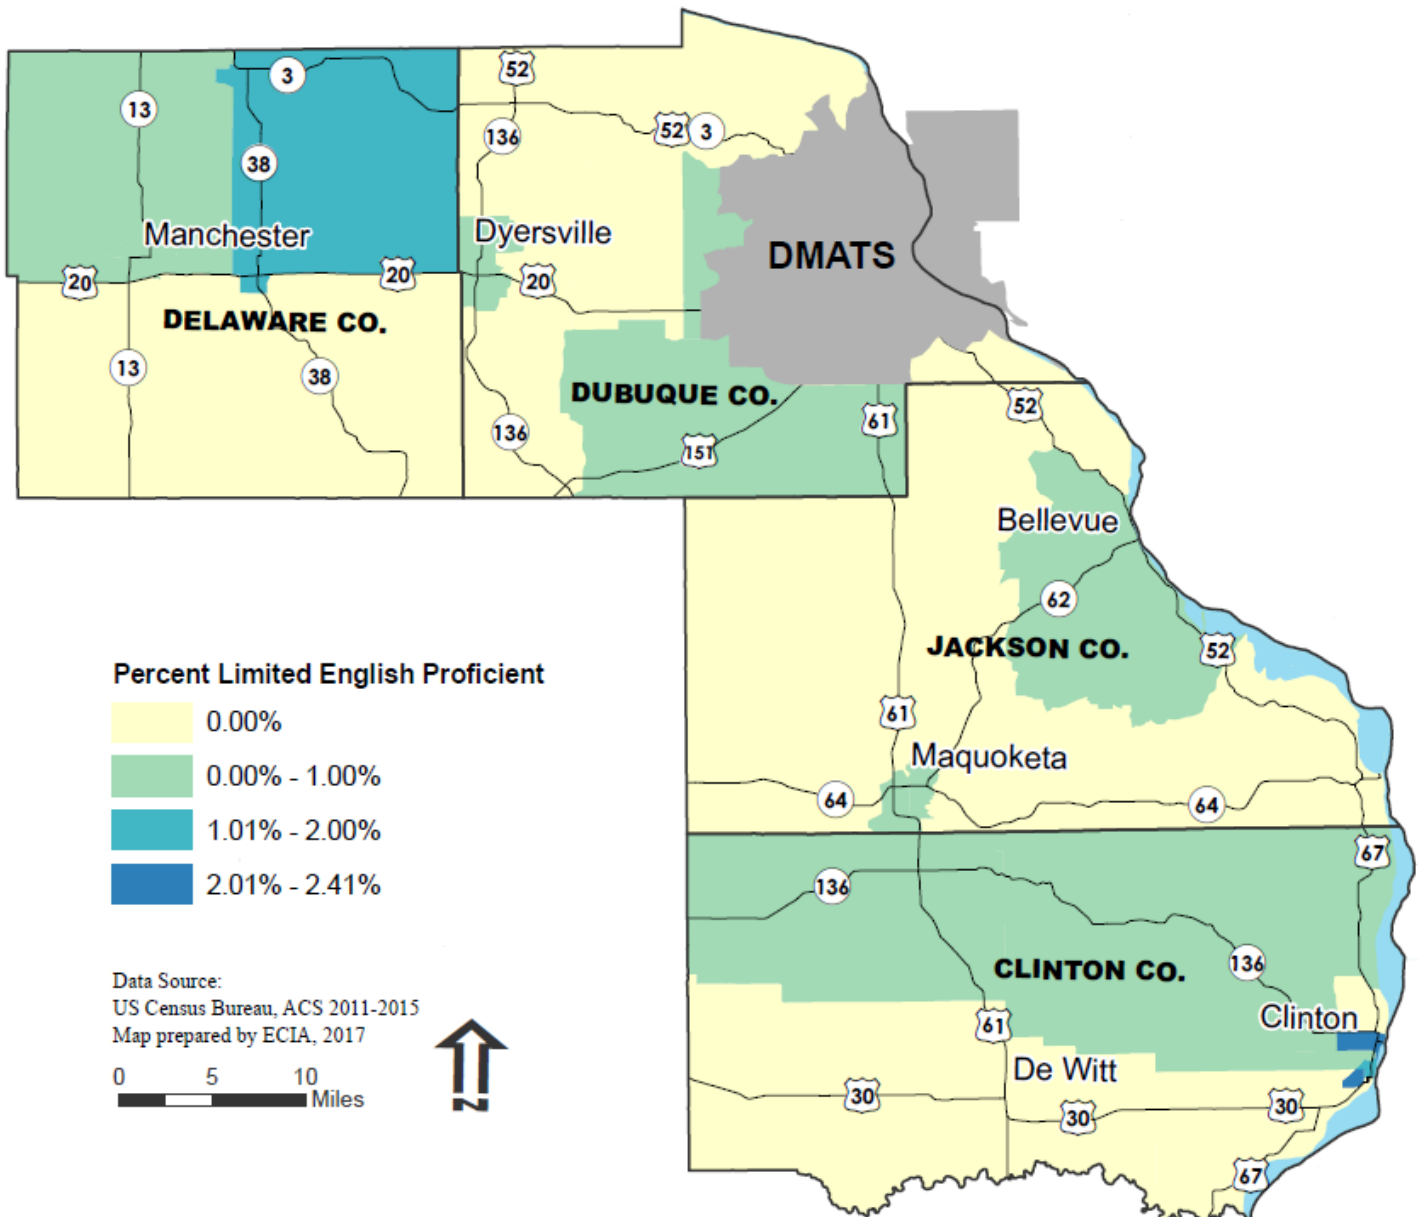 3
52
13
136
52
3
38
Manchester
Dyersville
DMATS
20
20
20
DELAWARE CO.
13
38
DUBUQUE CO.
52
61
136
151
Bellevue
62
JACKSON CO.
52
61
Maquoketa
64
64
67
136
CLINTON CO.
136
Clinton
61
De Witt
30
30
30
67
Percent Limited English Proficient
0.00%
0.00% - 1.00%
1.01% - 2.00%
2.01% - 2.41%
Data Source:
US Census Bureau, ACS 2011-2015
Map prepared by ECIA, 2017
N
0 5 10
Miles